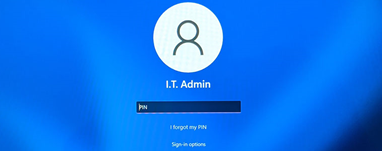 I.T. Admin
PIN
I forgot my PIN
Sign-in options